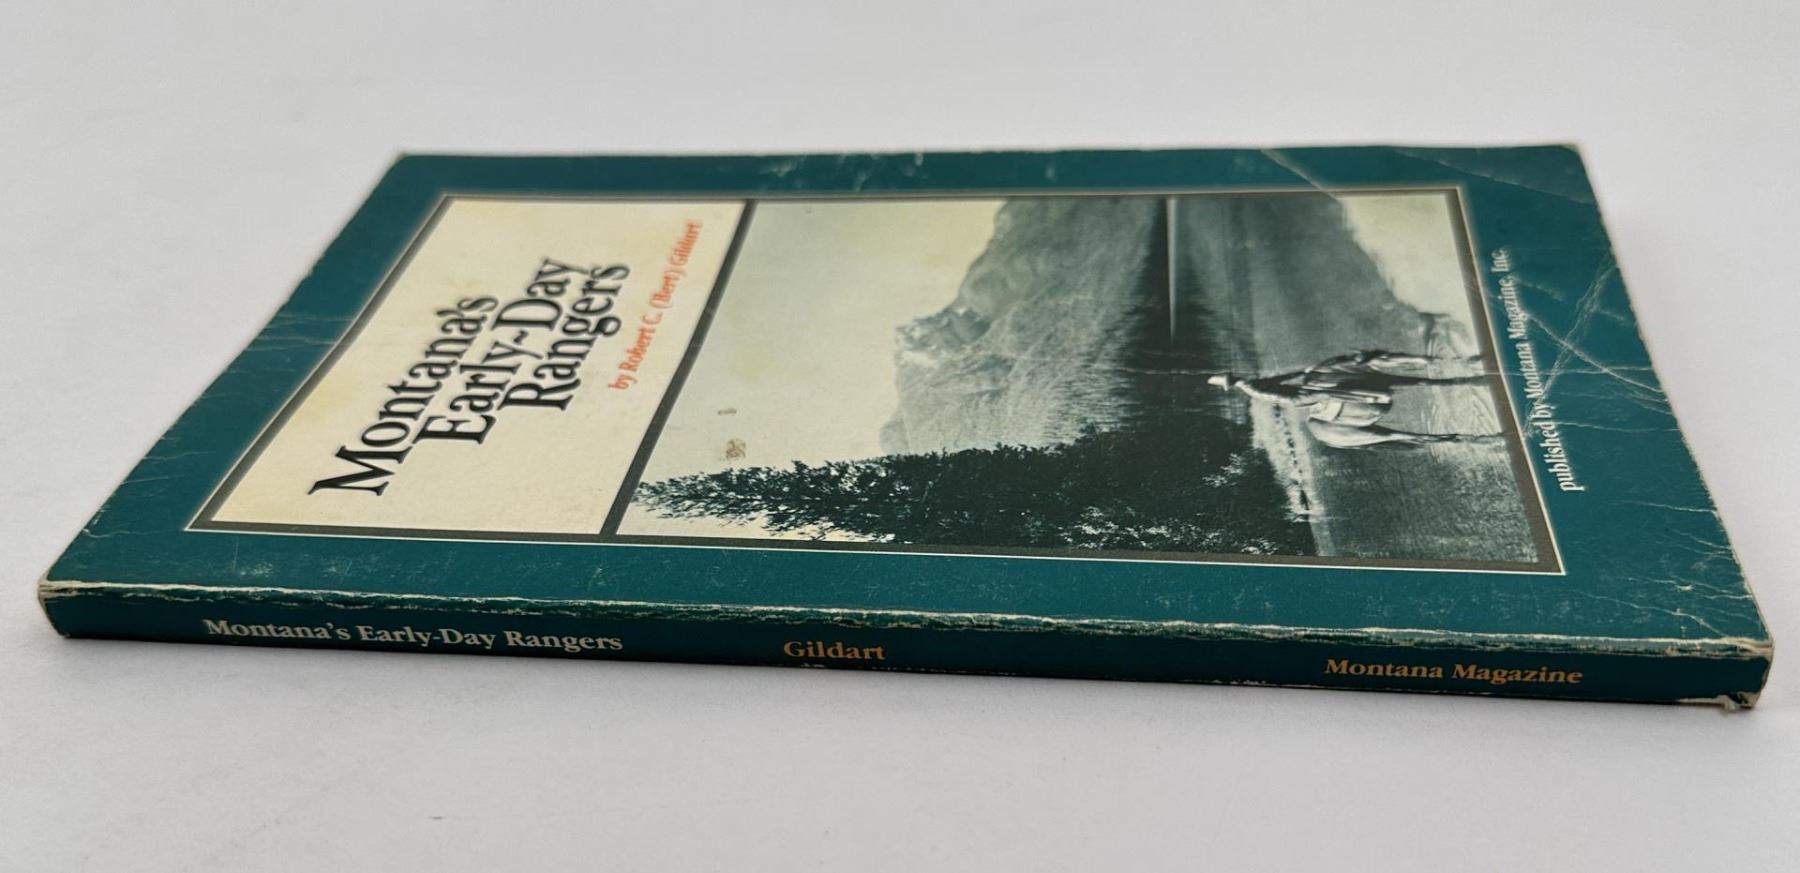 Montana's
Early~Day
Rangers
by Robert C. (Bert) Gildart
published by Montana Magazine, Inc.
Montana's Early-Day Rangers
Gildart
Montana Magazine